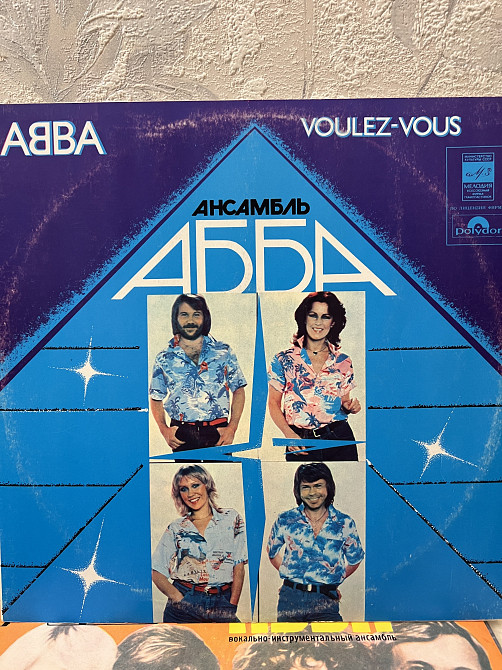 ABBA
VOULEZ-VOUS
АНСАМБЛЬ
АББА
МЕЛОДИЯ
polydor
вокально-инструментальный ансамбль